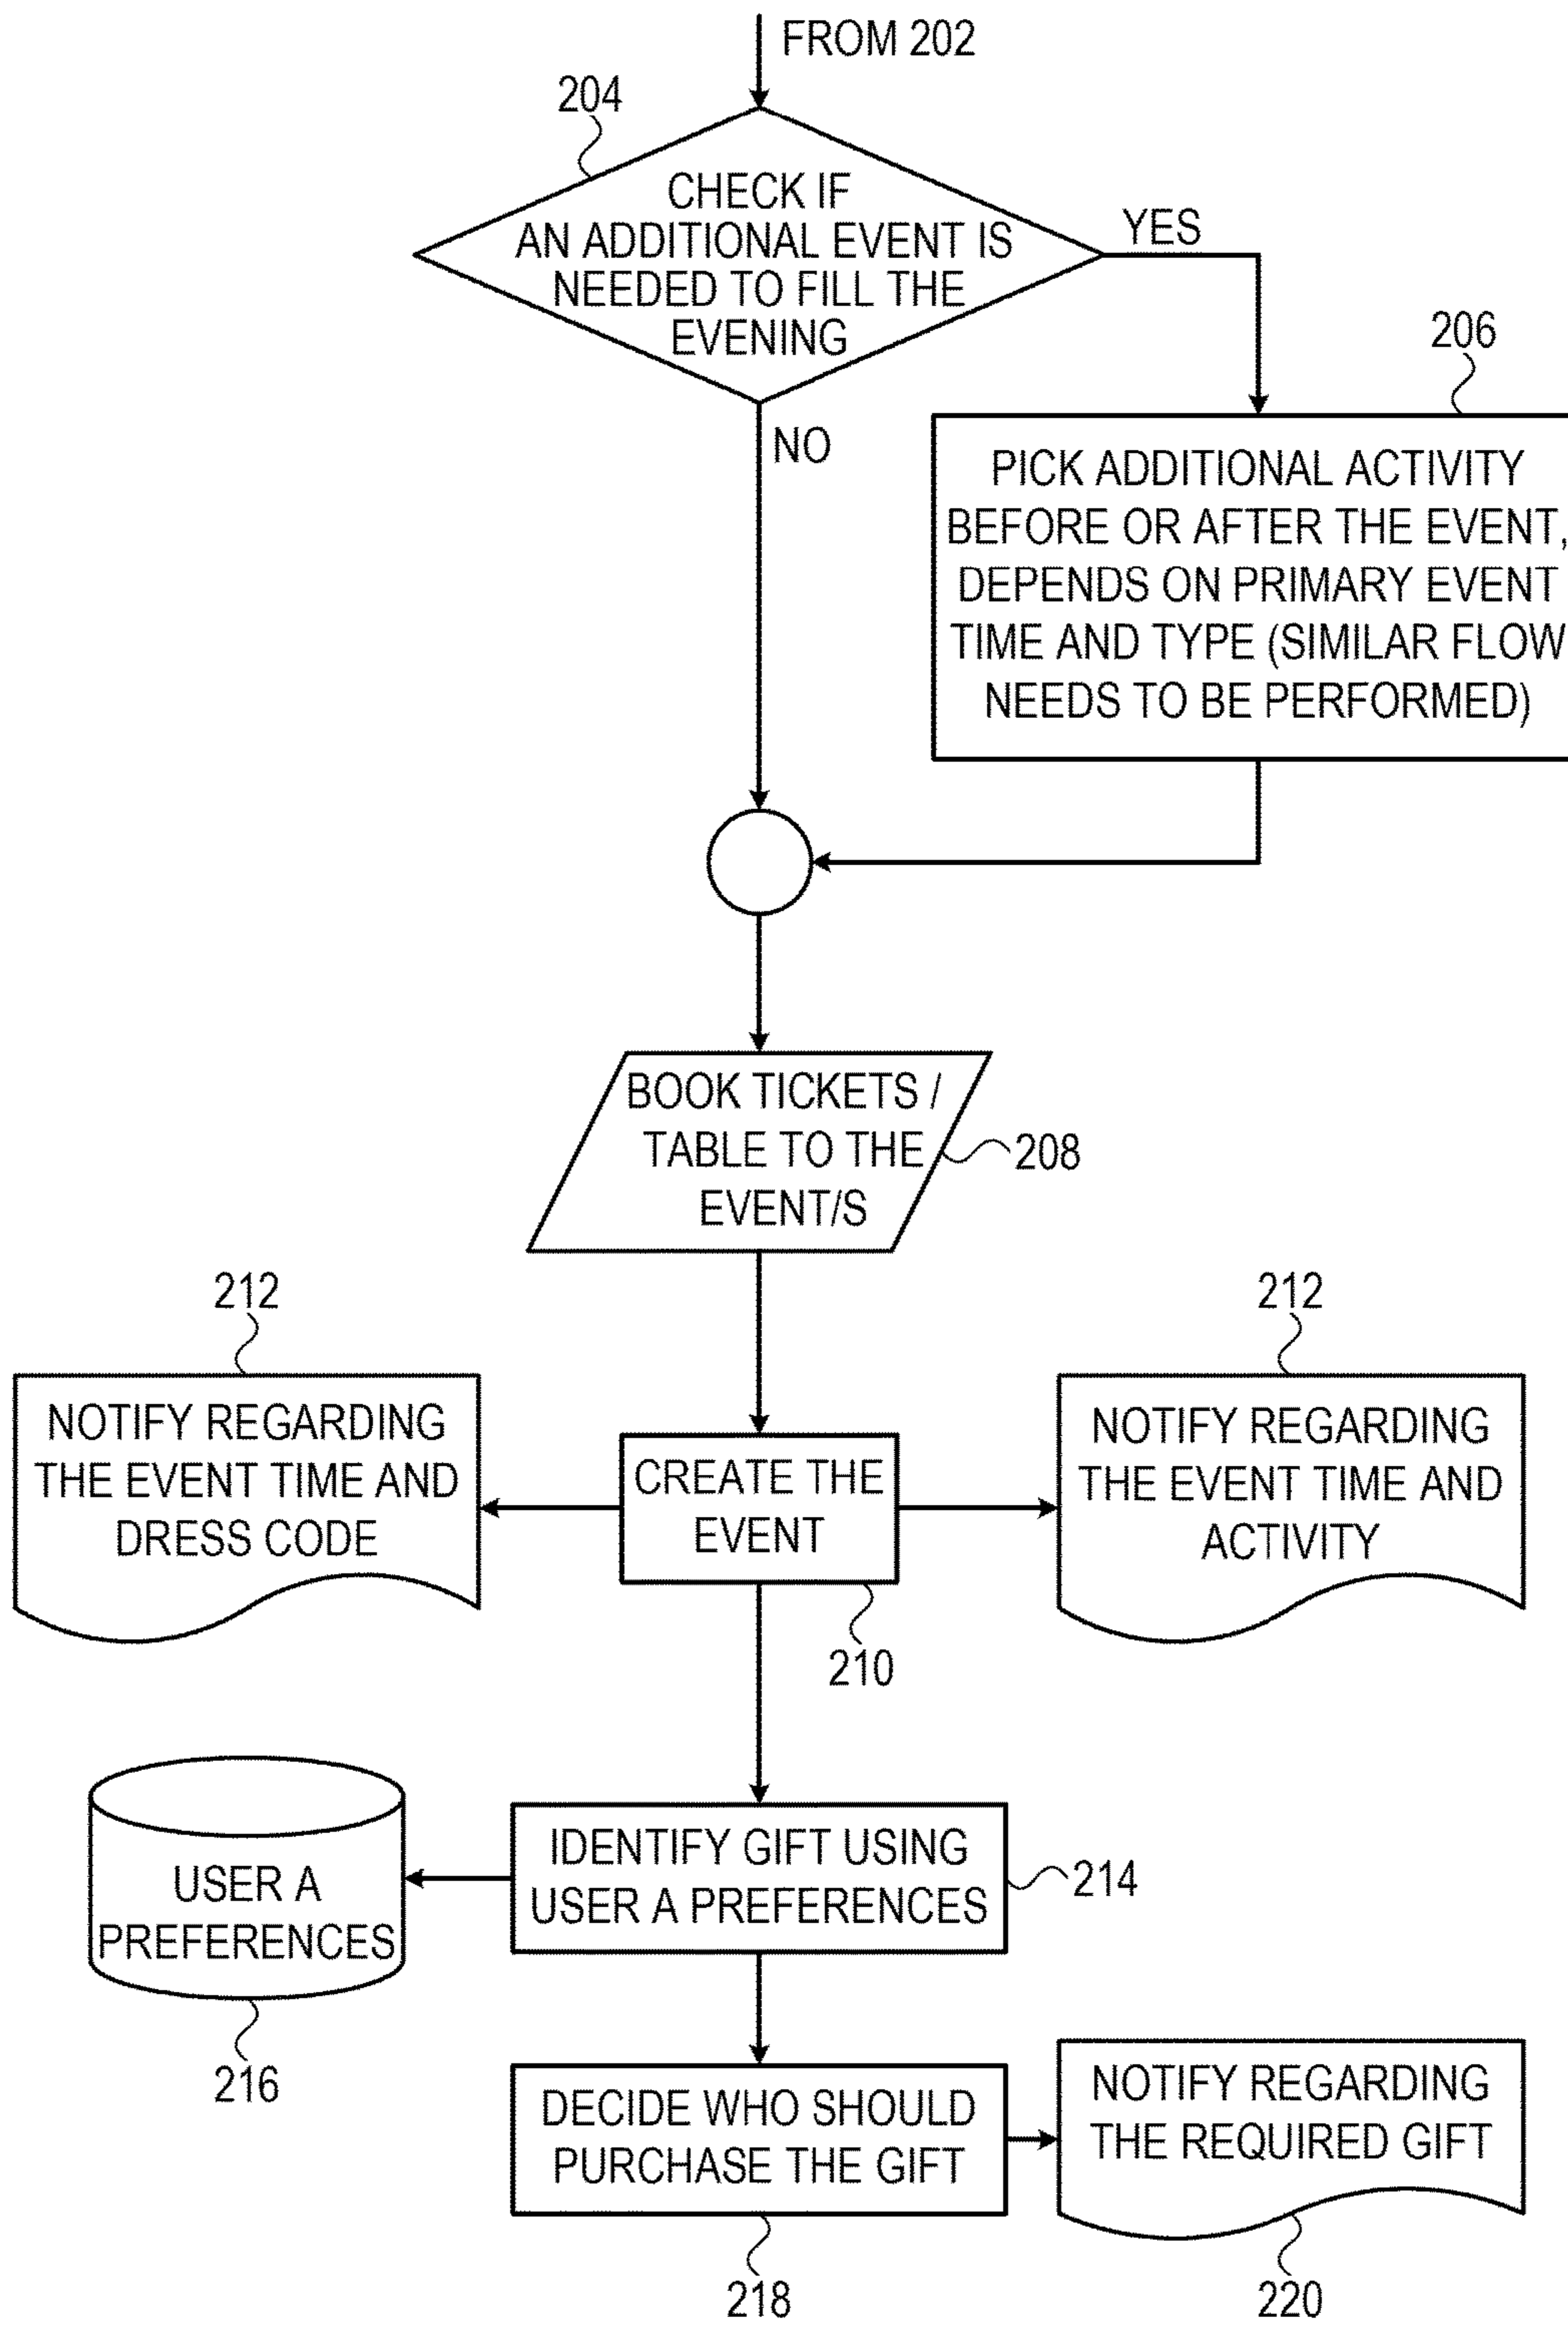 FROM 202
204
CHECK IF
AN ADDITIONAL EVENT IS
NEEDED TO FILL THE
EVENING
YES
NO
206
PICK ADDITIONAL ACTIVITY
BEFORE OR AFTER THE EVENT,
DEPENDS ON PRIMARY EVENT
TIME AND TYPE (SIMILAR FLOW
NEEDS TO BE PERFORMED)
BOOK TICKETS /
TABLE TO THE
EVENT/S
208
212
NOTIFY REGARDING
THE EVENT TIME AND
DRESS CODE
CREATE THE
EVENT
210
212
NOTIFY REGARDING
THE EVENT TIME AND
ACTIVITY
USER A
PREFERENCES
216
IDENTIFY GIFT USING
USER A PREFERENCES
214
DECIDE WHO SHOULD
PURCHASE THE GIFT
218
NOTIFY REGARDING
THE REQUIRED GIFT
220